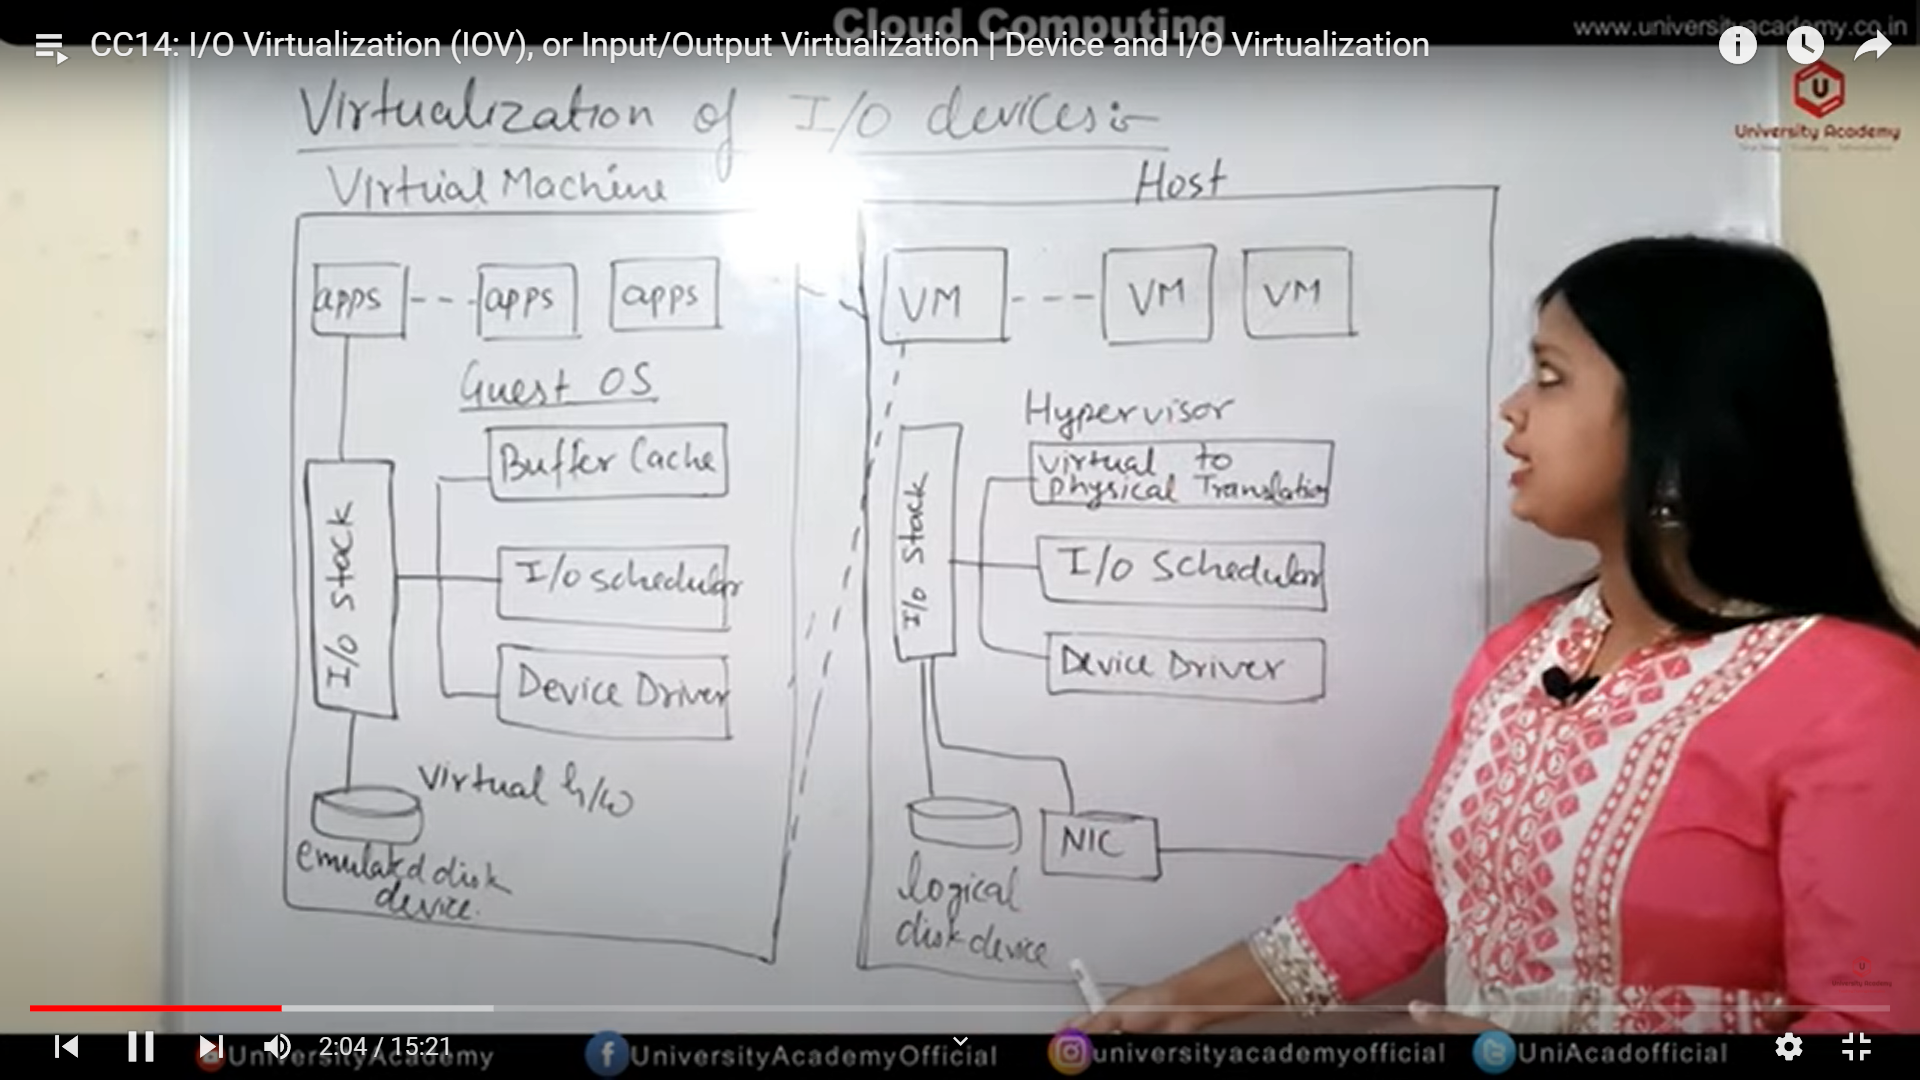 Cloud Computing
www.universityacademy.co.in
CC14: I/O Virtualization (IOV), or Input/Output Virtualization | Device and I/O Virtualization
U
University Academy
Virtualization of I/O devices:-
Virtual Machine
Host
apps
apps
apps
VM
VM
VM
Guest OS
Hypervisor
Buffer Cache
Virtual to
physical Translation
I/O Stack
I/O Stack
I/O Schedular
I/O Schedular
Device Driver
Device Driver
Virtual h/w
emulated disk
device.
NIC
logical
disk device
2:04 / 15:21
UniversityAcademy
UniversityAcademyOfficial
universityacademyofficial
UniAcadofficial